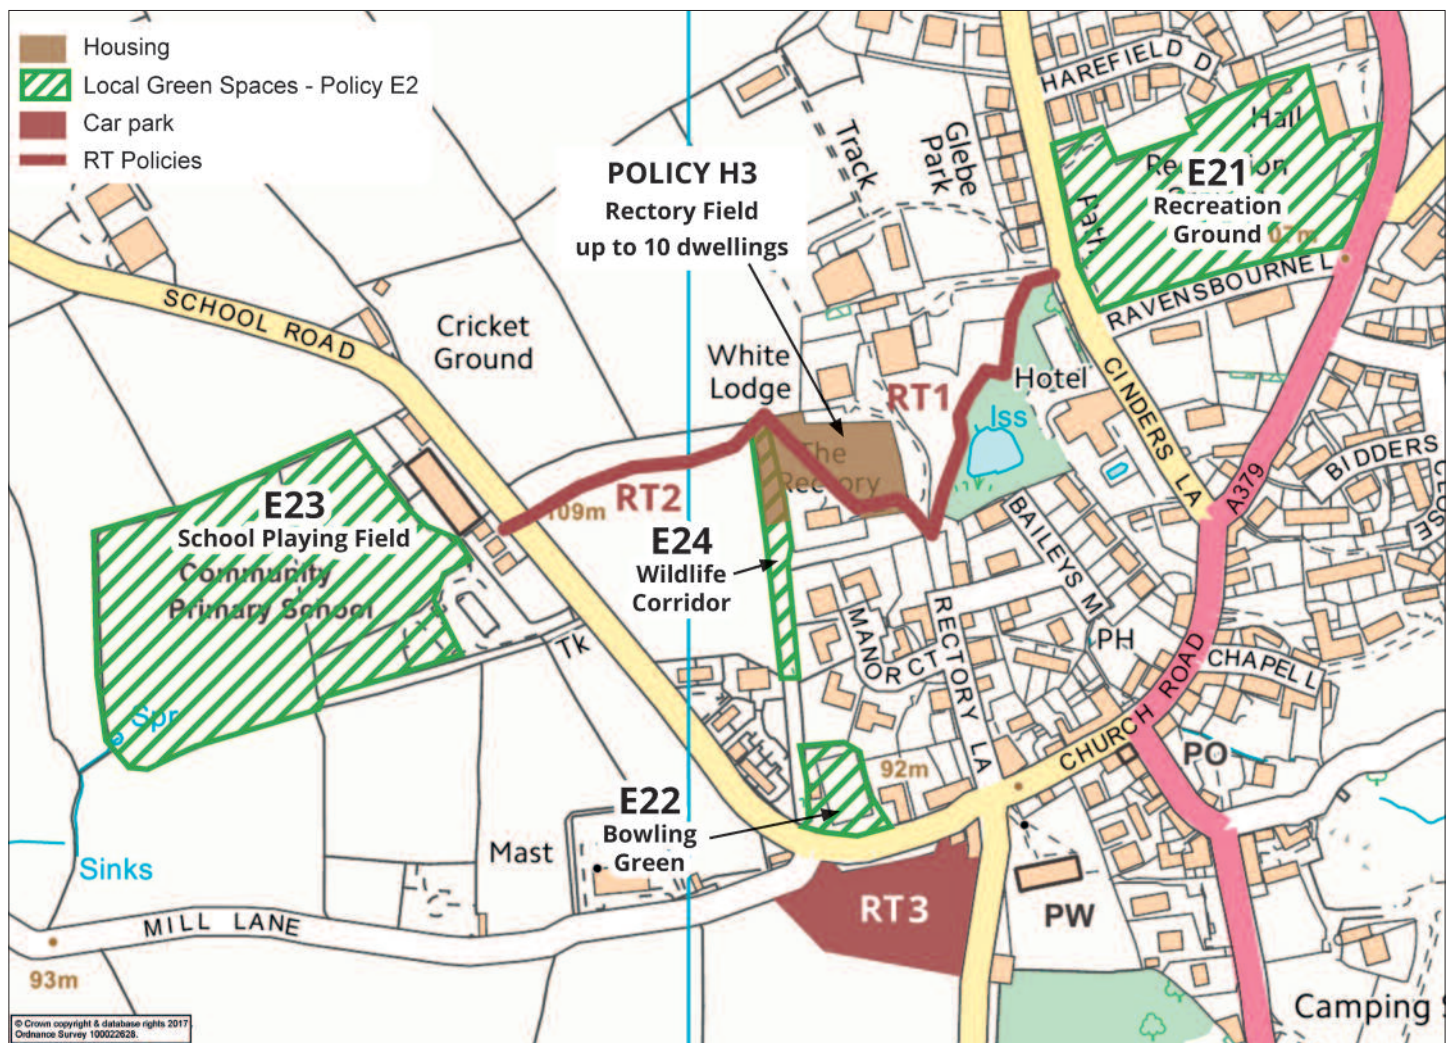 Housing
Local Green Spaces - Policy E2
Car park
RT Policies
POLICY H3
Rectory Field
up to 10 dwellings
Track
Glebe
Park
HAREFIELD D
Hall
E21
Recreation
Ground
07m
Path
RAVENSBOURNE L
SCHOOL ROAD
Cricket
Ground
White
Lodge
RT1
Hotel
Iss
CINDERS LA
A379
BIDDERS
CLOSE
The
Rectory
RT2
109m
E23
School Playing Field
Community
Primary School
E24
Wildlife
Corridor
BAILEYS M
MANOR CT
RECTORY LA
PH
CHAPEL L
CHURCH ROAD
Tk
Spr
Sinks
PO
92m
E22
Bowling
Green
Mast
MILL LANE
93m
RT3
PW
Camping
© Crown copyright & database rights 2017
Ordnance Survey 100022628.